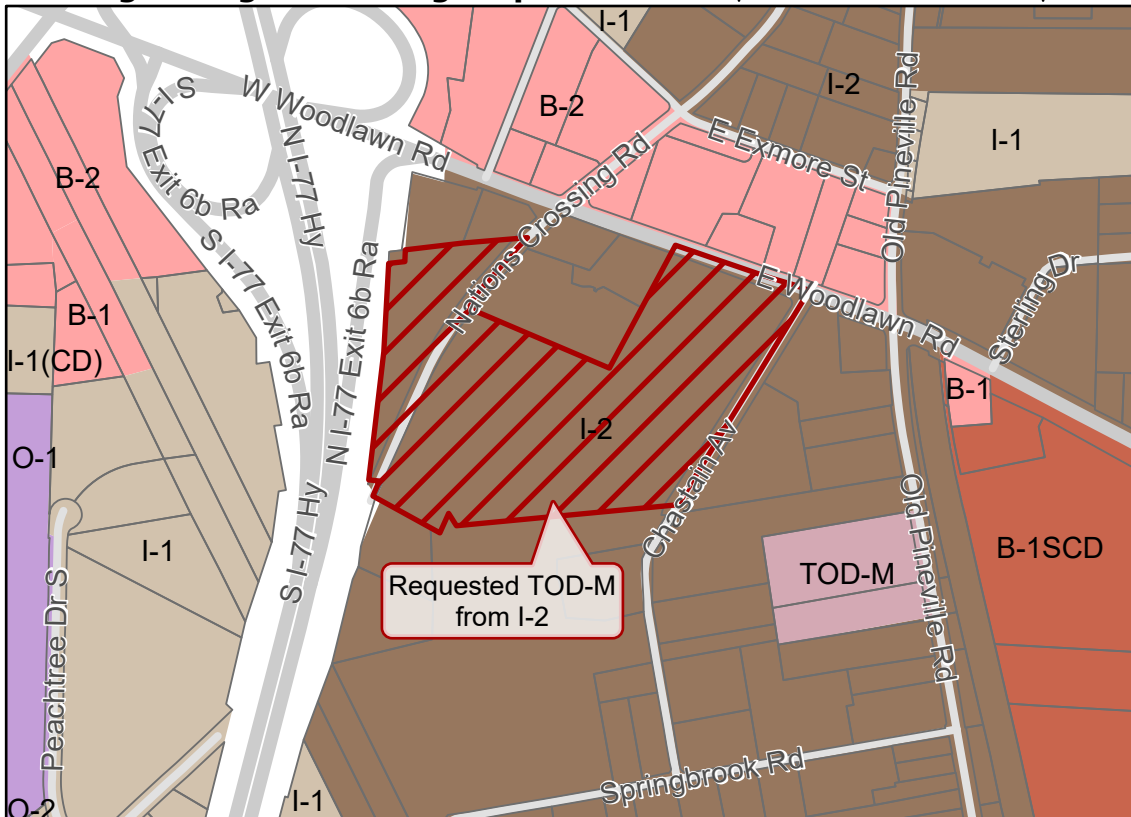 I-1
B-2
I-2
I-1
W Woodlawn Rd
S I-77
Exit 6b Ra
N I-77 Hy
B-2
Nations Crossing Rd
E Exmore St
Old Pineville Rd
S I-77 Exit 6b Ra
N I-77 Exit 6b Ra
B-1
I-1(CD)
E Woodlawn Rd
Sterling Dr
B-1
O-1
I-2
Chastain Av
S I-77 Hy
I-1
Old Pineville Rd
B-1SCD
TOD-M
Requested TOD-M
from I-2
Peachtree Dr S
Springbrook Rd
I-1
O-2